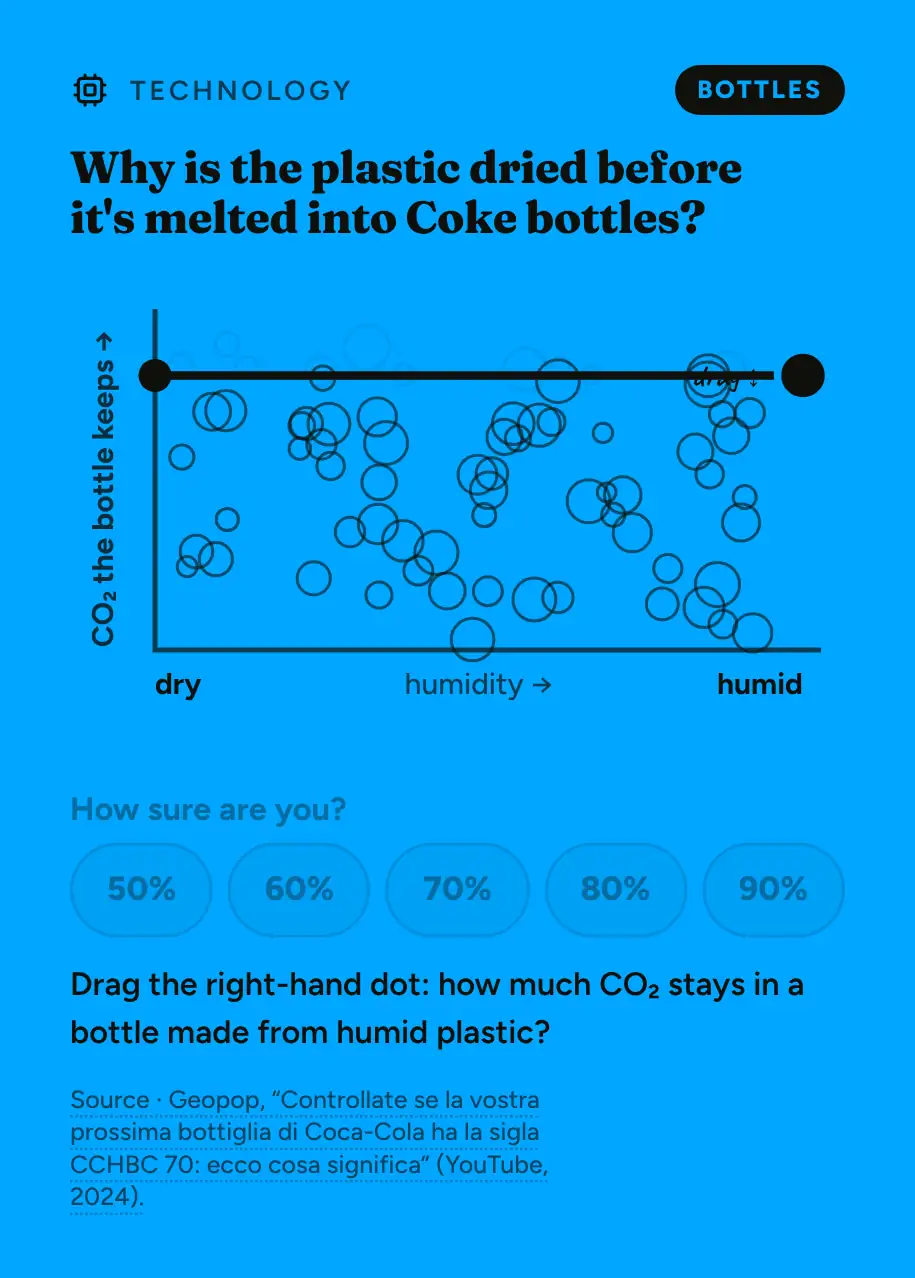 TECHNOLOGY
BOTTLES
Why is the plastic dried before
it's melted into Coke bottles?
CO₂ the bottle keeps →
drag ↕
dry
humidity →
humid
How sure are you?
50%
60%
70%
80%
90%
Drag the right-hand dot: how much CO₂ stays in a
bottle made from humid plastic?
Source · Geopop, “Controllate se la vostra
prossima bottiglia di Coca-Cola ha la sigla
CCHBC 70: ecco cosa significa” (YouTube,
2024).